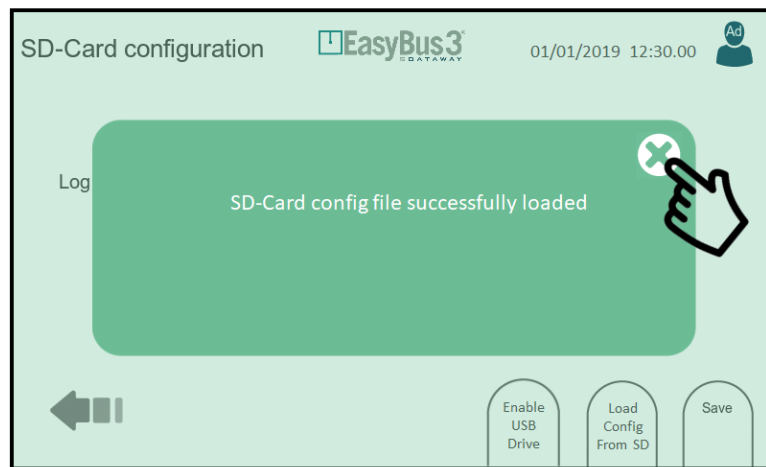 SD-Card configuration
EasyBus3
DATAWAY
01/01/2019 12:30.00
Ad
Log
SD-Card config file successfully loaded
Enable
USB
Drive
Load
Config
From SD
Save